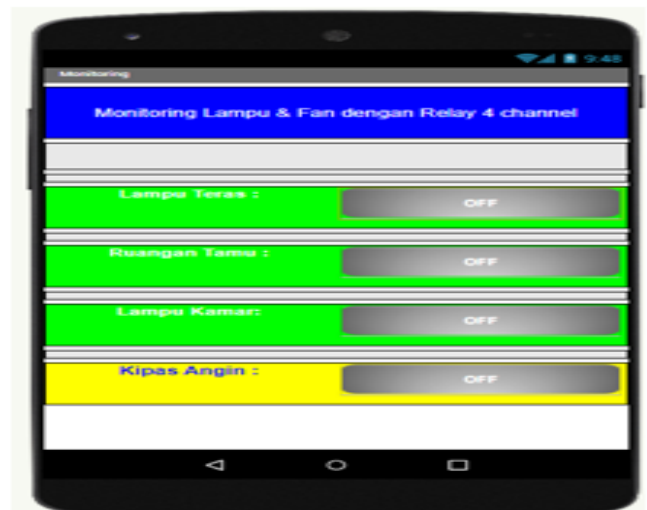 9:48
Monitoring
Monitoring Lampu & Fan dengan Relay 4 channel
Lampu Teras : OFF
Ruangan Tamu : OFF
Lampu Kamar: OFF
Kipas Angin : OFF